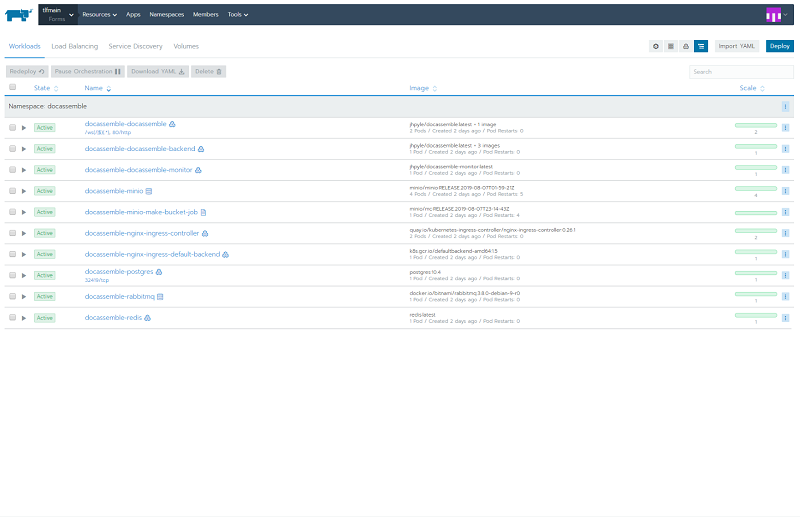 tlfmain
Forms
Resources Apps Namespaces Members Tools
Workloads Load Balancing Service Discovery Volumes
Import YAML Deploy
Redeploy Pause Orchestration Download YAML Delete Search
State Name Image Scale
Namespace: docassemble
Active docassemble-docassemble jhpyle/docassemble:latest + 1 image
80/http 2 Pods / Created 2 days ago / Pod Restarts: 0 2
Active docassemble-docassemble-backend jhpyle/docassemble:latest + 3 images
1 Pod / Created 2 days ago / Pod Restarts: 0 1
Active docassemble-docassemble-monitor jhpyle/docassemble-monitor:latest
1 Pod / Created 2 days ago / Pod Restarts: 0 1
Active docassemble-minio minio/minio:RELEASE.2019-08-07T01-59-21Z
4 Pods / Created 2 days ago / Pod Restarts: 5 4
Active docassemble-minio-make-bucket-job minio/mc:RELEASE.2019-08-07T23-14-43Z
1 Pod / Created 2 days ago / Pod Restarts: 4
Active docassemble-nginx-ingress-controller quay.io/kubernetes-ingress-controller/nginx-ingress-controller:0.26.1
2 Pods / Created 2 days ago / Pod Restarts: 0 2
Active docassemble-nginx-ingress-default-backend k8s.gcr.io/defaultbackend-amd64:1.5
1 Pod / Created 2 days ago / Pod Restarts: 0 1
Active docassemble-postgres postgres:10.4
32419/tcp 1 Pod / Created 2 days ago / Pod Restarts: 0 1
Active docassemble-rabbitmq docker.io/bitnami/rabbitmq:3.8.0-debian-9-r0
1 Pod / Created 2 days ago / Pod Restarts: 0 1
Active docassemble-redis redis:latest
1 Pod / Created 2 days ago / Pod Restarts: 0 1